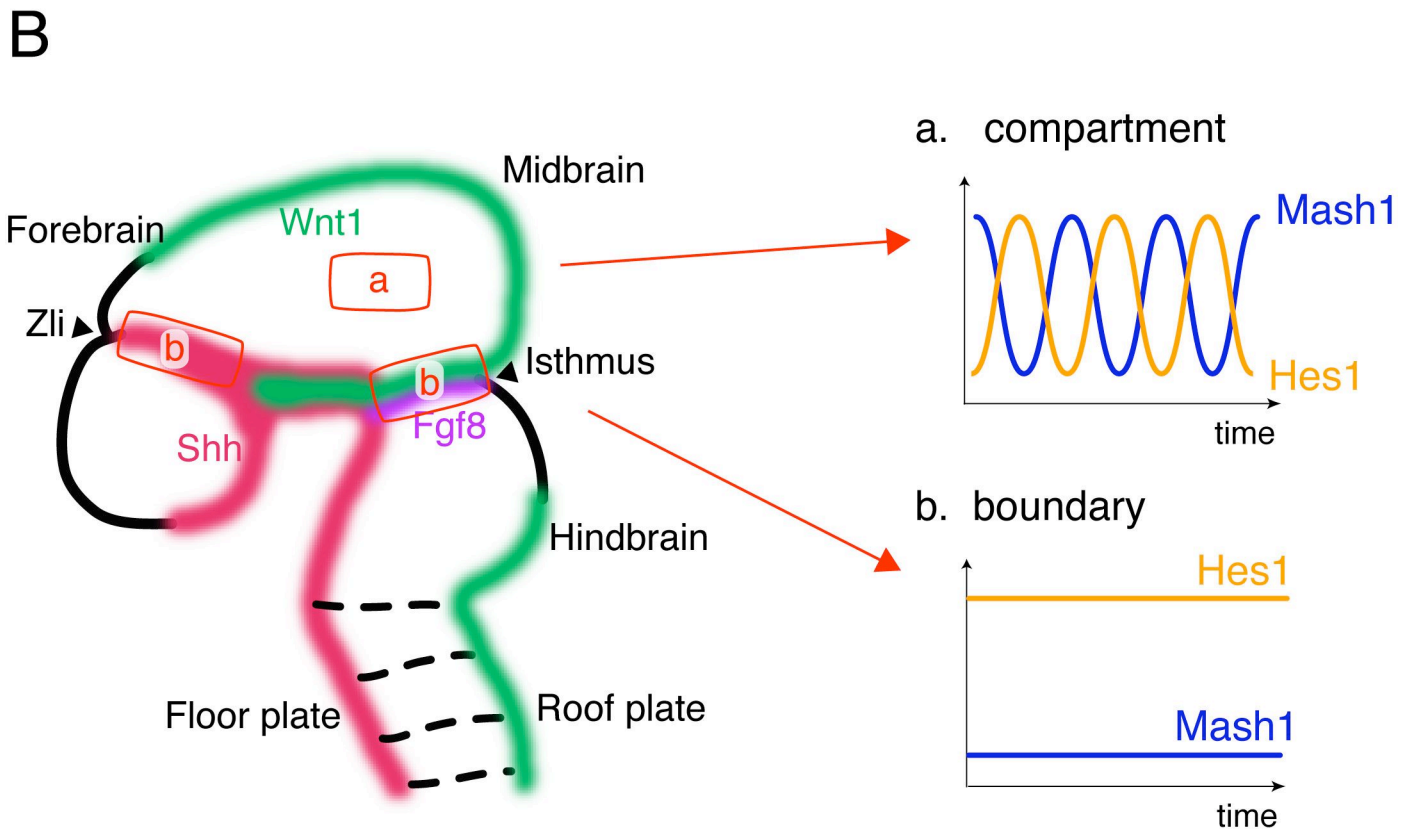 B
a. compartment
Midbrain
Mash1
Wnt1
Forebrain
a
Zli
b
Isthmus
b
Hes1
Fgf8
time
Shh
b. boundary
Hindbrain
Hes1
Floor plate
Roof plate
Mash1
time